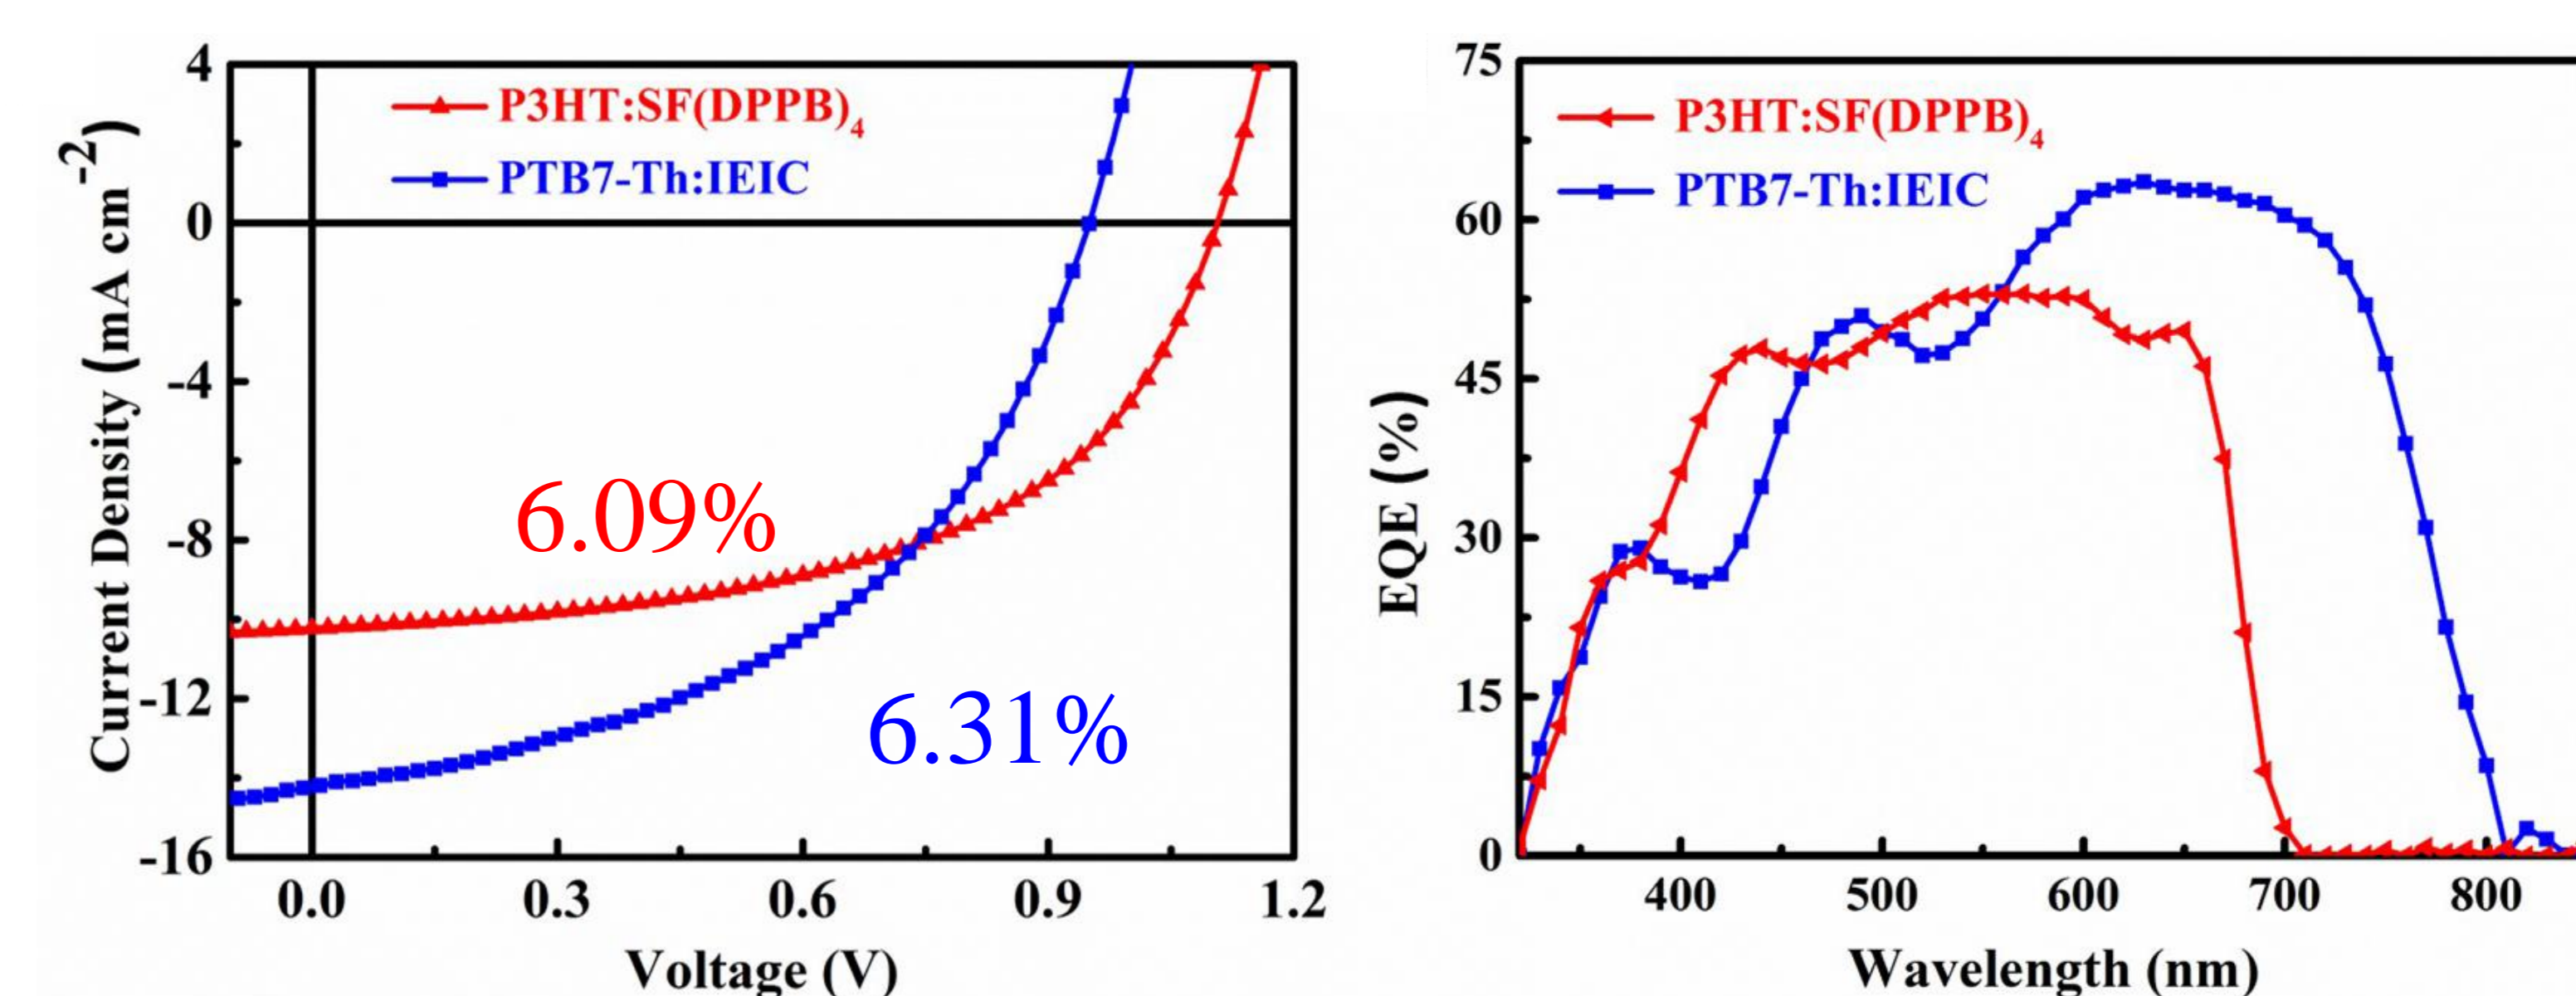 4
0
-4
-8
-12
-16
Current Density (mA cm⁻²)
P3HT:SF(DPPB)₄
PTB7-Th:IEIC
6.09%
6.31%
0.0 0.3 0.6 0.9 1.2
Voltage (V)
75
60
45
30
15
0
EQE (%)
P3HT:SF(DPPB)₄
PTB7-Th:IEIC
400 500 600 700 800
Wavelength (nm)